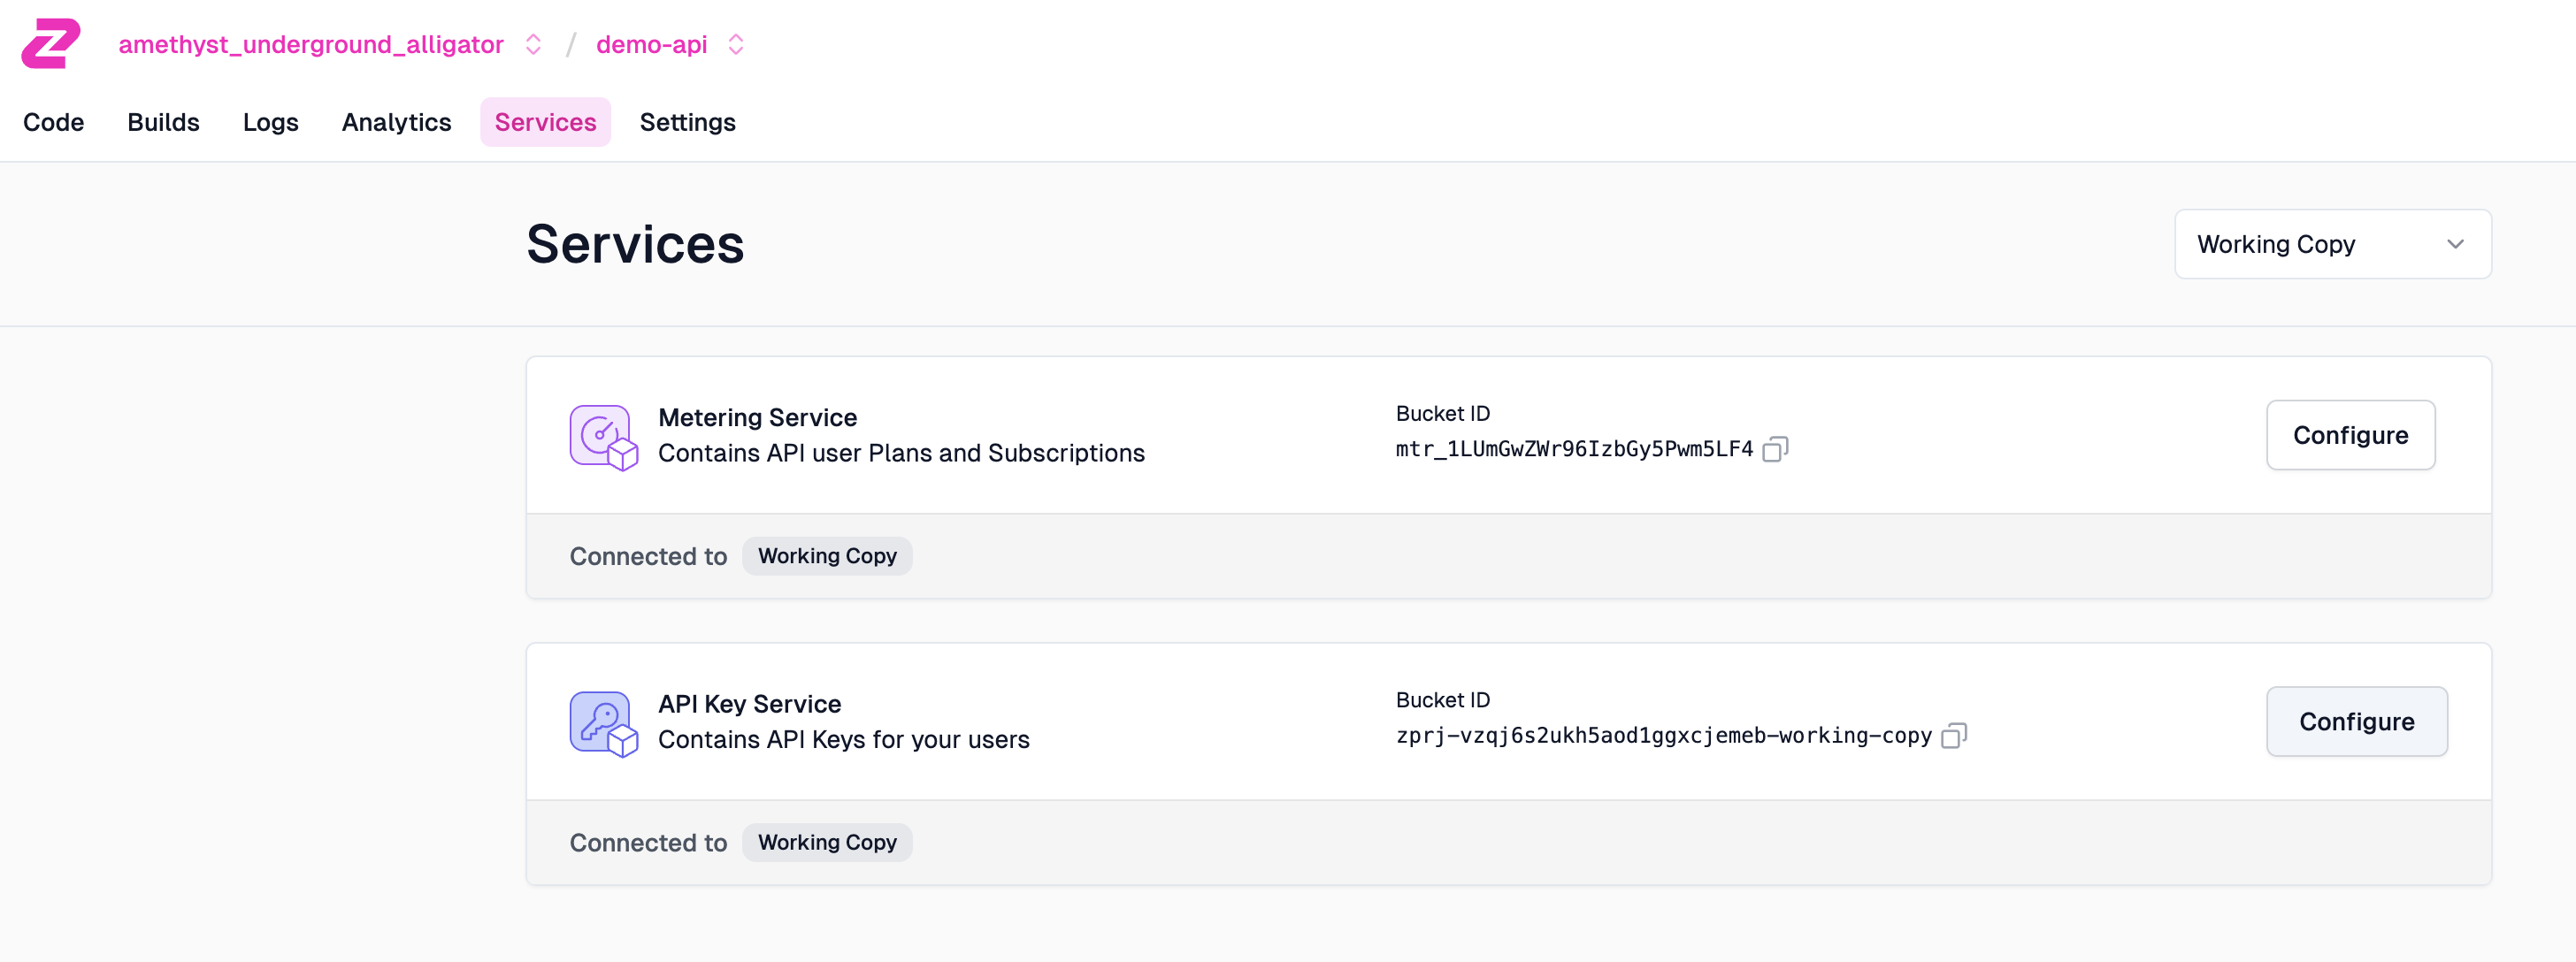 amethyst_underground_alligator / demo-api
Code Builds Logs Analytics Services Settings
Services
Working Copy
Metering Service
Contains API user Plans and Subscriptions
Bucket ID
mtr_1LUmGwZWr96IzbGy5Pwm5LF4
Configure
Connected to Working Copy
API Key Service
Contains API Keys for your users
Bucket ID
zprj-vzqj6s2ukh5aod1ggxcjemeb-working-copy
Configure
Connected to Working Copy